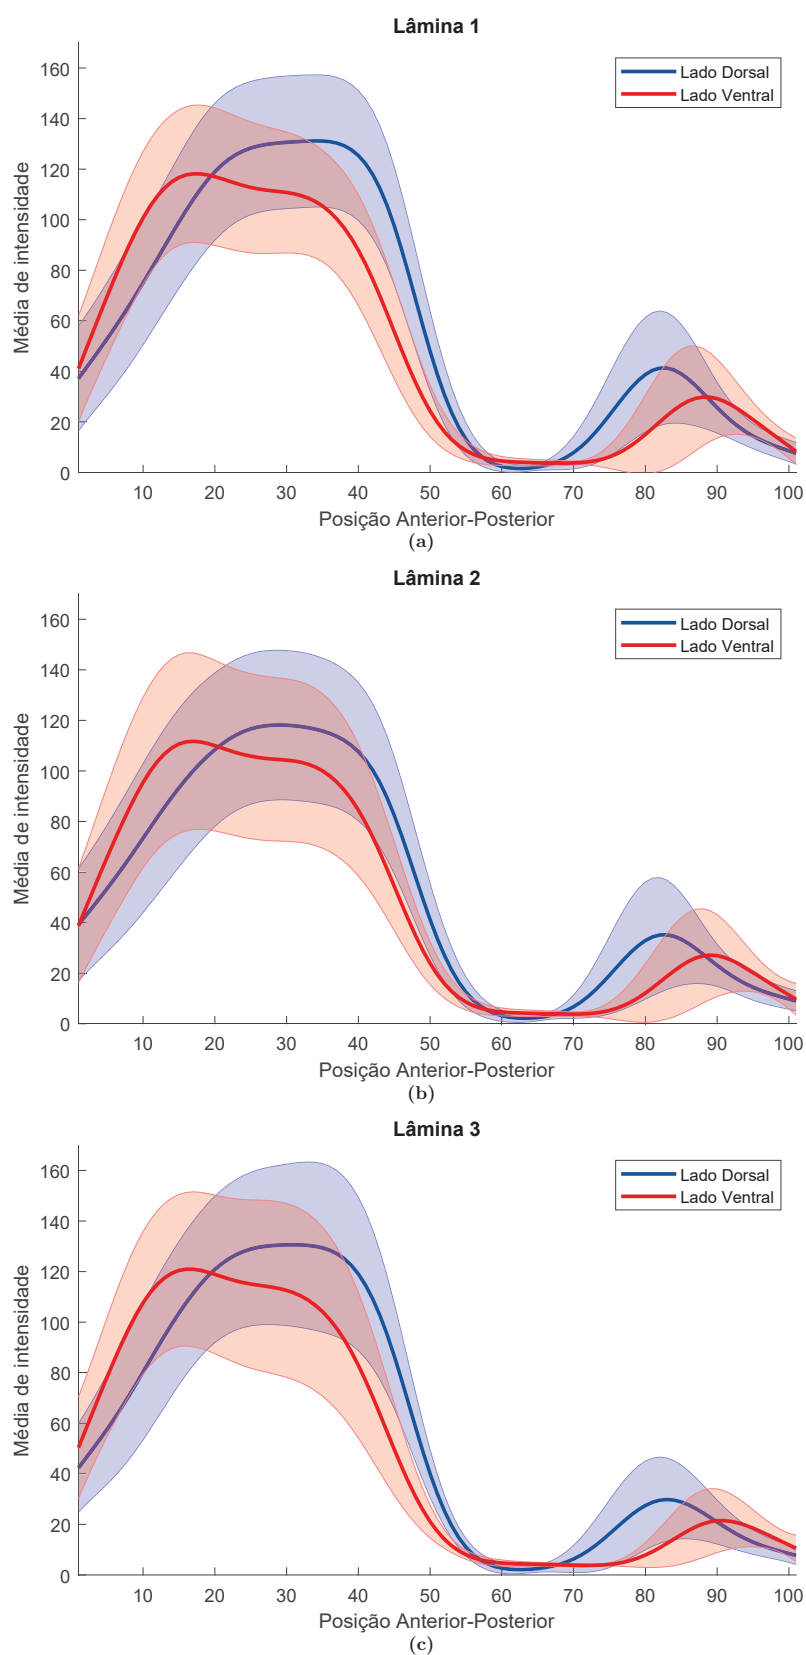 Lâmina 1
160
140
120
100
80
60
40
20
0
Média de intensidade
Lado Dorsal
Lado Ventral
10 20 30 40 50 60 70 80 90 100
Posição Anterior-Posterior
(a)
Lâmina 2
160
140
120
100
80
60
40
20
0
Média de intensidade
Lado Dorsal
Lado Ventral
10 20 30 40 50 60 70 80 90 100
Posição Anterior-Posterior
(b)
Lâmina 3
160
140
120
100
80
60
40
20
0
Média de intensidade
Lado Dorsal
Lado Ventral
10 20 30 40 50 60 70 80 90 100
Posição Anterior-Posterior
(c)